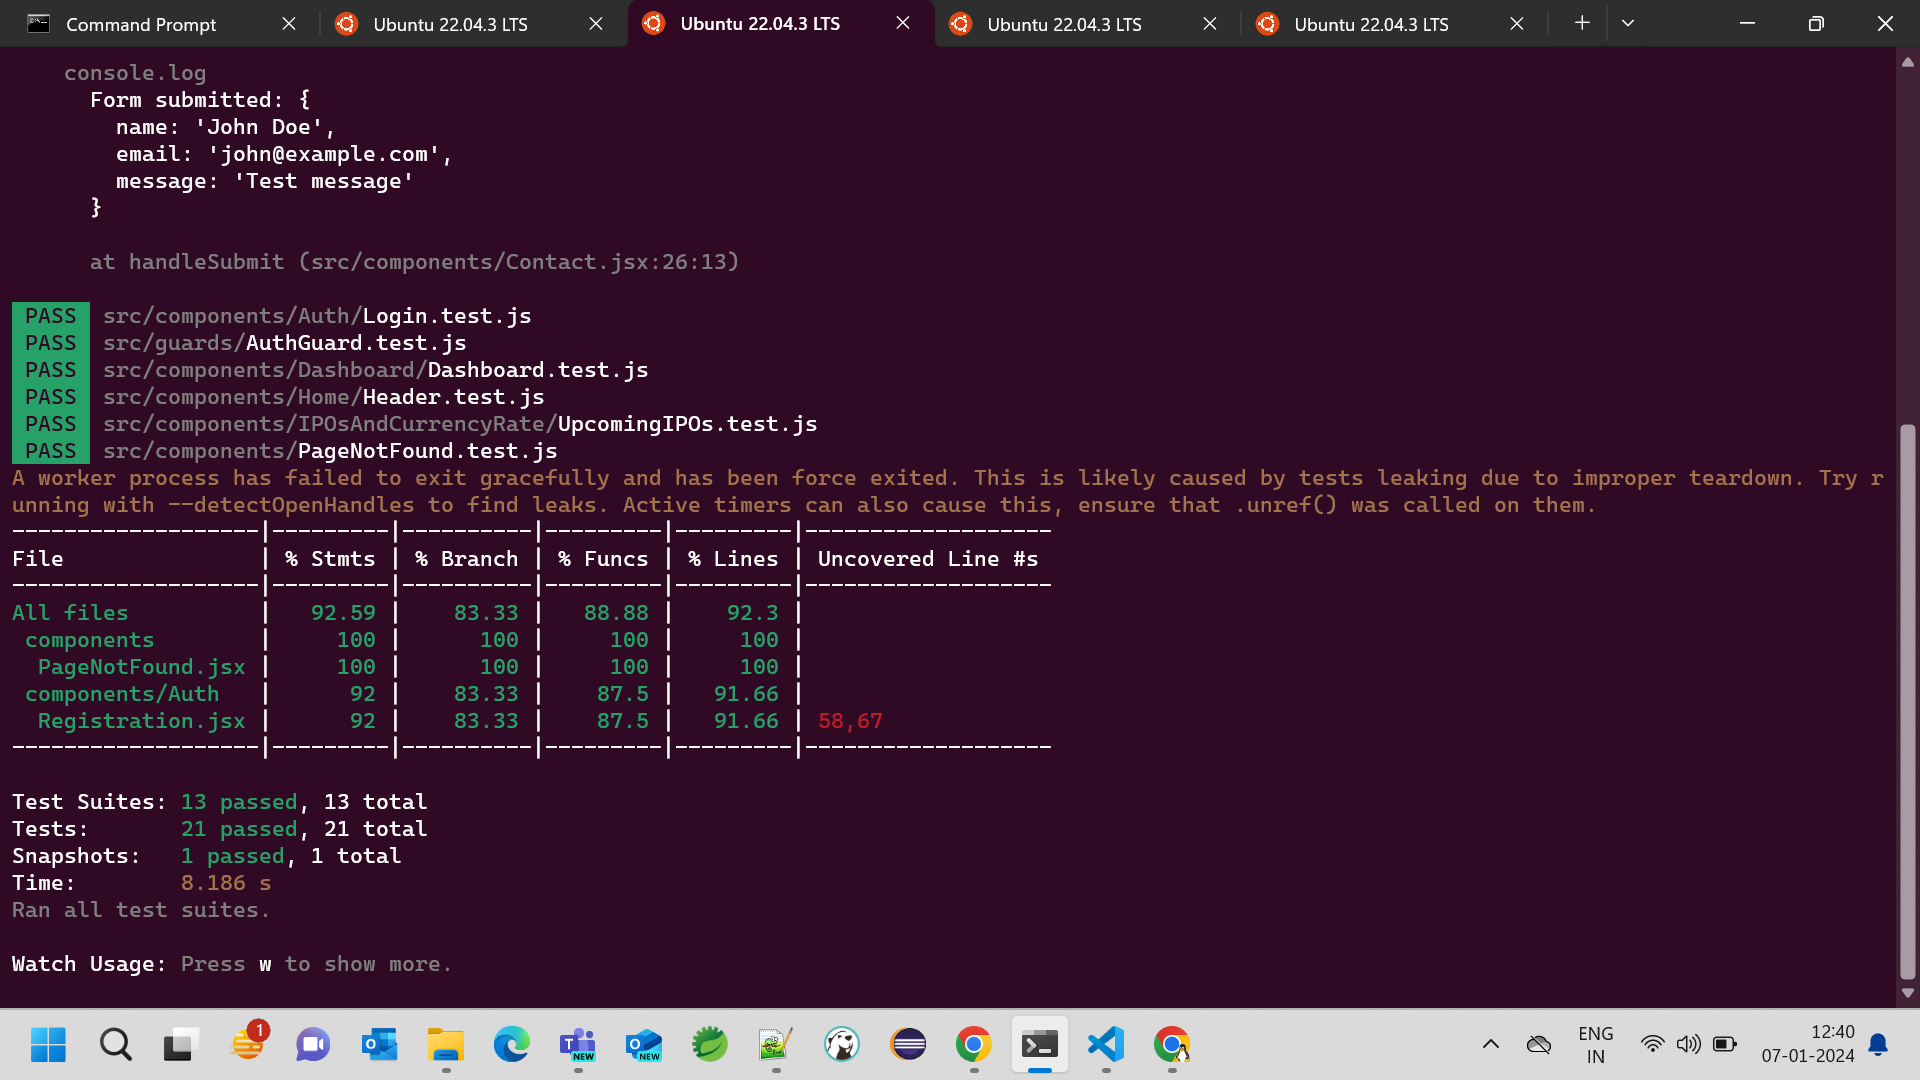 Command Prompt
Ubuntu 22.04.3 LTS
Ubuntu 22.04.3 LTS
Ubuntu 22.04.3 LTS
Ubuntu 22.04.3 LTS
console.log
Form submitted: {
name: 'John Doe',
email: 'john@example.com',
message: 'Test message'
}
at handleSubmit (src/components/Contact.jsx:26:13)
PASS src/components/Auth/Login.test.js
PASS src/guards/AuthGuard.test.js
PASS src/components/Dashboard/Dashboard.test.js
PASS src/components/Home/Header.test.js
PASS src/components/IPOsAndCurrencyRate/UpcomingIPOs.test.js
PASS src/components/PageNotFound.test.js
A worker process has failed to exit gracefully and has been force exited. This is likely caused by tests leaking due to improper teardown. Try r
unning with --detectOpenHandles to find leaks. Active timers can also cause this, ensure that .unref() was called on them.
-------------------|---------|----------|---------|---------|-------------------
File | % Stmts | % Branch | % Funcs | % Lines | Uncovered Line #s
-------------------|---------|----------|---------|---------|-------------------
All files | 92.59 | 83.33 | 88.88 | 92.3 |
components | 100 | 100 | 100 | 100 |
PageNotFound.jsx | 100 | 100 | 100 | 100 |
components/Auth | 92 | 83.33 | 87.5 | 91.66 |
Registration.jsx | 92 | 83.33 | 87.5 | 91.66 | 58,67
-------------------|---------|----------|---------|---------|-------------------
Test Suites: 13 passed, 13 total
Tests: 21 passed, 21 total
Snapshots: 1 passed, 1 total
Time: 8.186 s
Ran all test suites.
Watch Usage: Press w to show more.
1
NEW
NEW
ENG
IN
12:40
07-01-2024